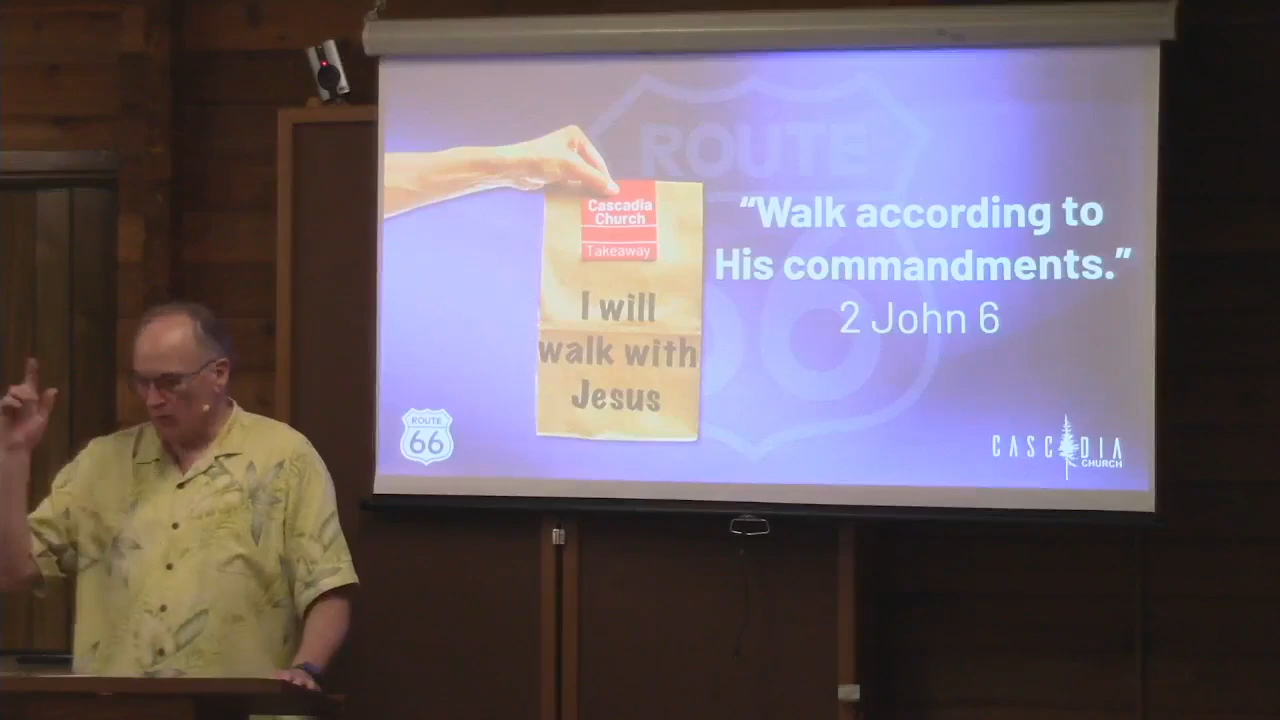 ROUTE
66
Cascadia
Church
Takeaway
I will
walk with
Jesus
“Walk according to
His commandments.”
2 John 6
ROUTE
66
CASCADIA
CHURCH